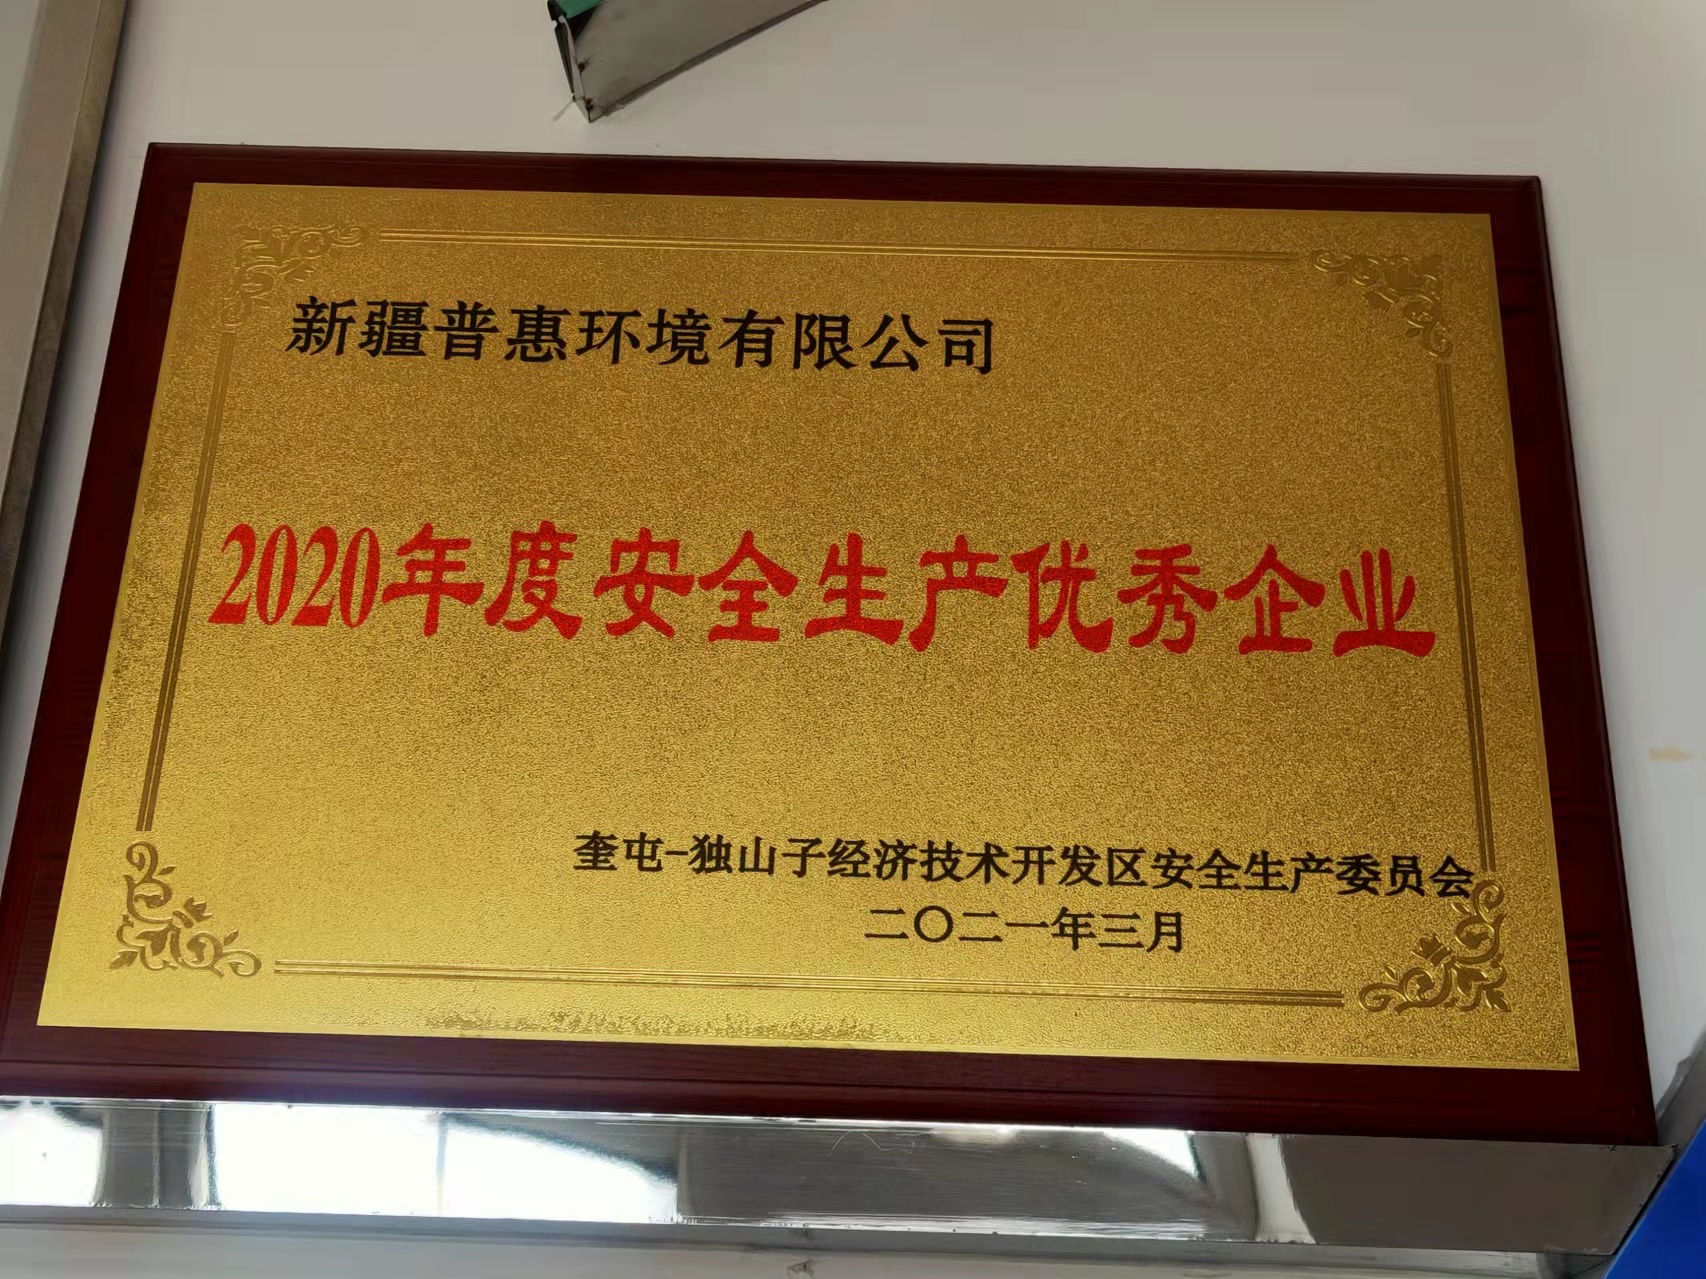 新疆普惠环境有限公司
2020年度安全生产优秀企业
奎屯-独山子经济技术开发区安全生产委员会
二〇二一年三月